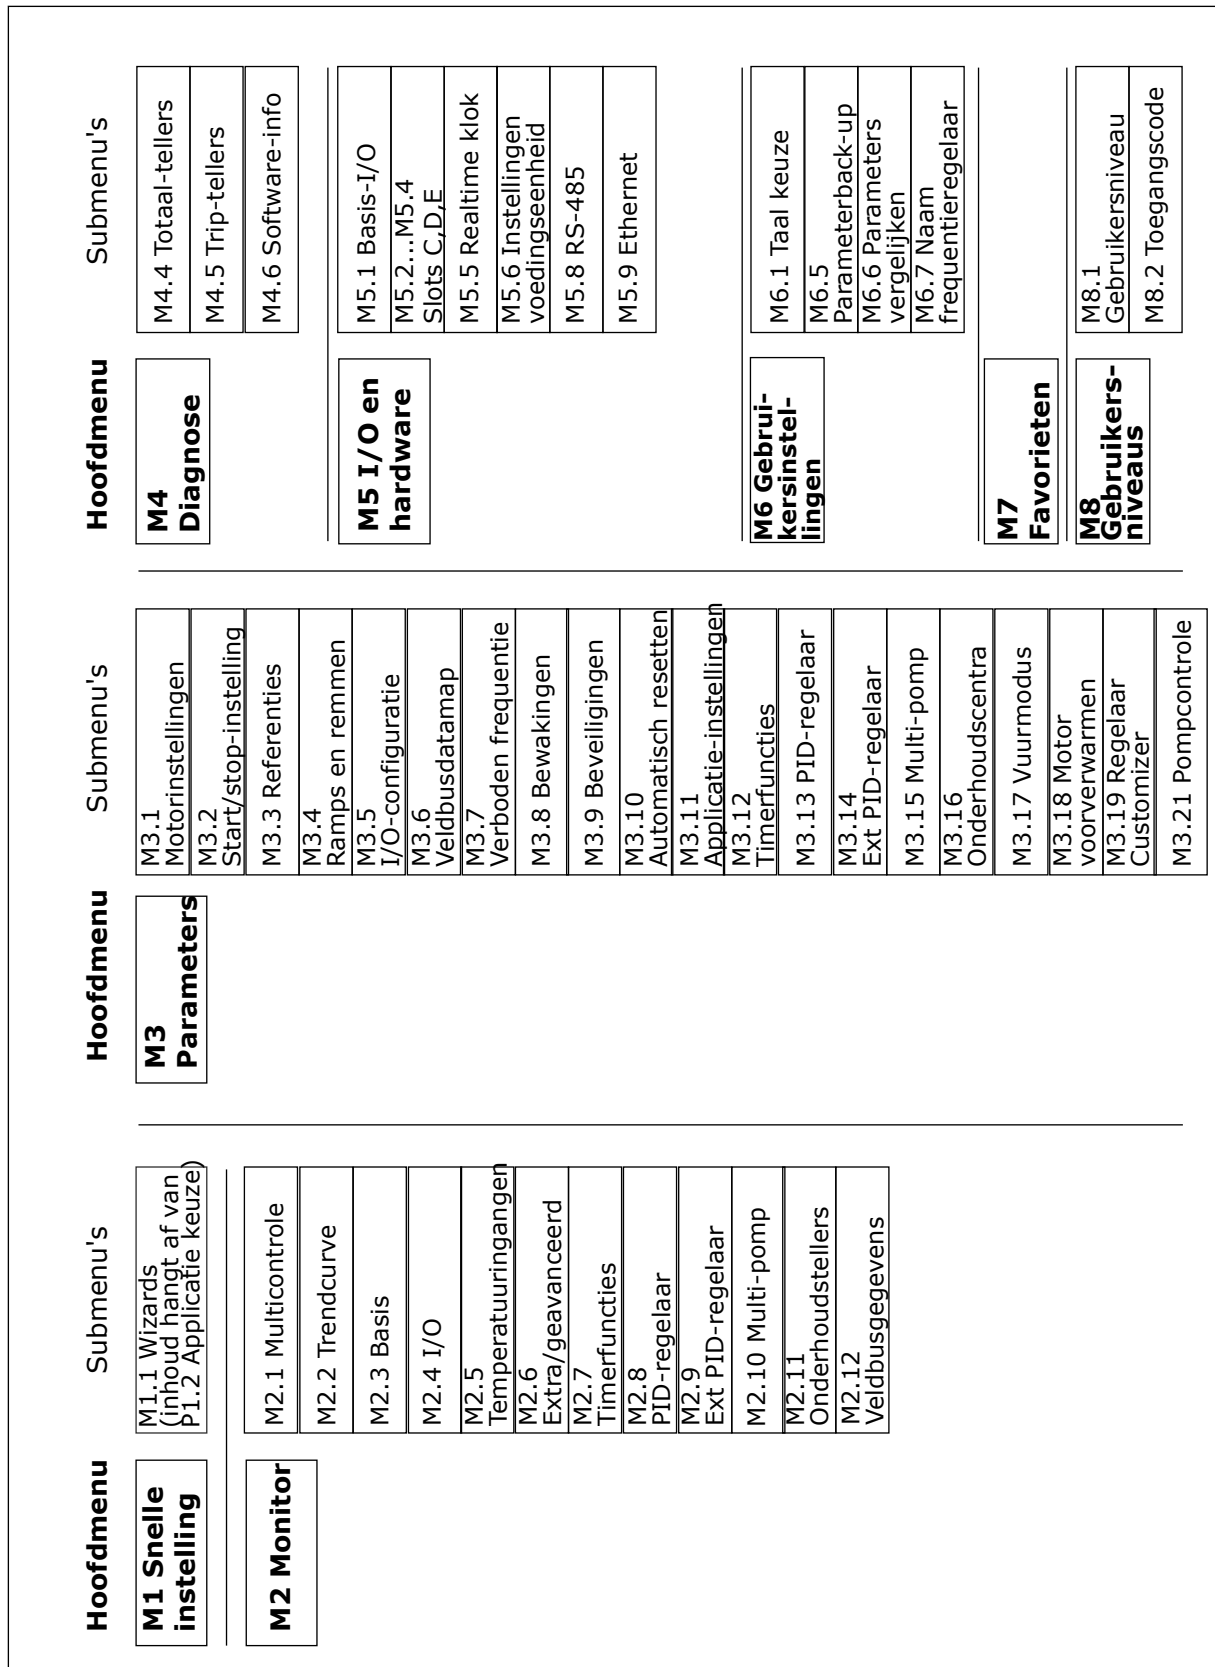 Hoofdmenu
Submenu's
M1 Snelle
instelling
M1.1 Wizards
(inhoud hangt af van
P1.2 Applicatie keuze)
M2 Monitor
M2.1 Multicontrole
M2.2 Trendcurve
M2.3 Basis
M2.4 I/O
M2.5
Temperatuuringangen
M2.6
Extra/geavanceerd
M2.7
Timerfuncties
M2.8
PID-regelaar
M2.9
Ext PID-regelaar
M2.10 Multi-pomp
M2.11
Onderhoudstellers
M2.12
Veldbusgegevens
Hoofdmenu
Submenu's
M3
Parameters
M3.1
Motorinstellingen
M3.2
Start/stop-instelling
M3.3 Referenties
M3.4
Ramps en remmen
M3.5
I/O-configuratie
M3.6
Veldbusdatamap
M3.7
Verboden frequentie
M3.8 Bewakingen
M3.9 Beveiligingen
M3.10
Automatisch resetten
M3.11
Applicatie-instellingen
M3.12
Timerfuncties
M3.13 PID-regelaar
M3.14
Ext PID-regelaar
M3.15 Multi-pomp
M3.16
Onderhoudscentra
M3.17 Vuurmodus
M3.18 Motor
voorverwarmen
M3.19 Regelaar
Customizer
M3.21 Pompcontrole
Hoofdmenu
Submenu's
M4
Diagnose
M4.4 Totaal-tellers
M4.5 Trip-tellers
M4.6 Software-info
M5 I/O en
hardware
M5.1 Basis-I/O
M5.2...M5.4
Slots C,D,E
M5.5 Realtime klok
M5.6 Instellingen
voedingseenheid
M5.8 RS-485
M5.9 Ethernet
M6 Gebrui-
kersinstel-
lingen
M6.1 Taal keuze
M6.5
Parameterback-up
M6.6 Parameters
vergelijken
M6.7 Naam
frequentieregelaar
M7
Favorieten
M8
Gebruikers-
niveaus
M8.1
Gebruikersniveau
M8.2 Toegangscode